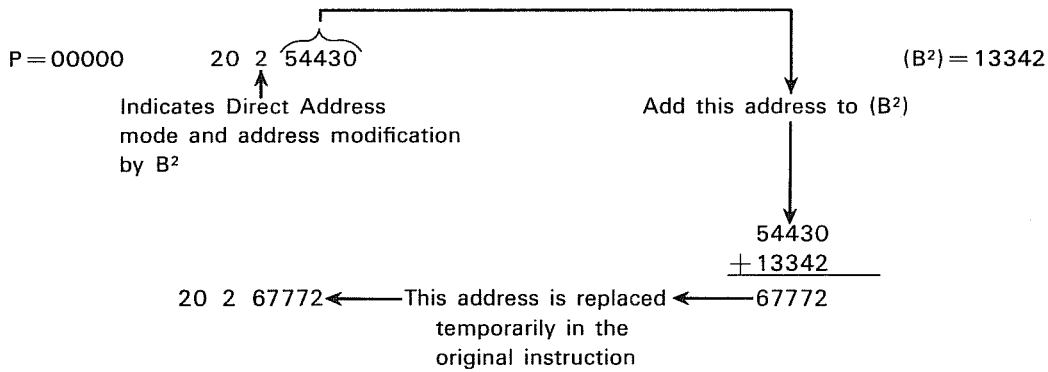 P=00000 20 2 54430 (B²)=13342
Indicates Direct Address
mode and address modification
by B²
Add this address to (B²)
54430
+13342
20 2 67772 This address is replaced 67772
temporarily in the
original instruction